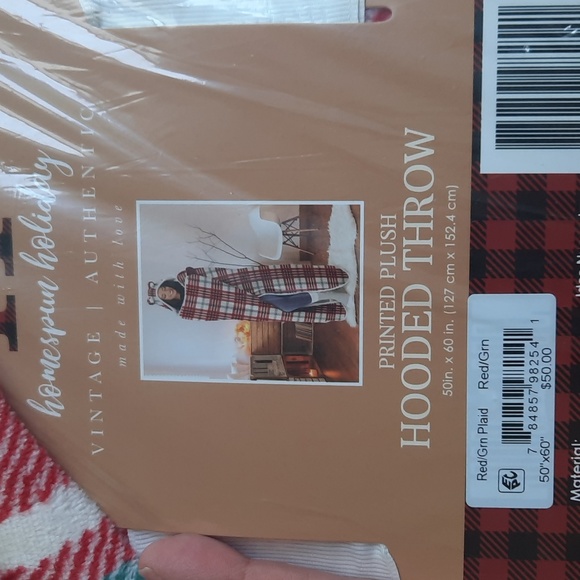 homespun holiday
VINTAGE | AUTHENTIC
made with love
PRINTED PLUSH
HOODED THROW
50in. x 60 in. (127 cm x 152.4 cm)
Red/Grn Plaid Red/Grn
7 84857 98254 1
50"x60" $50.00
Material: